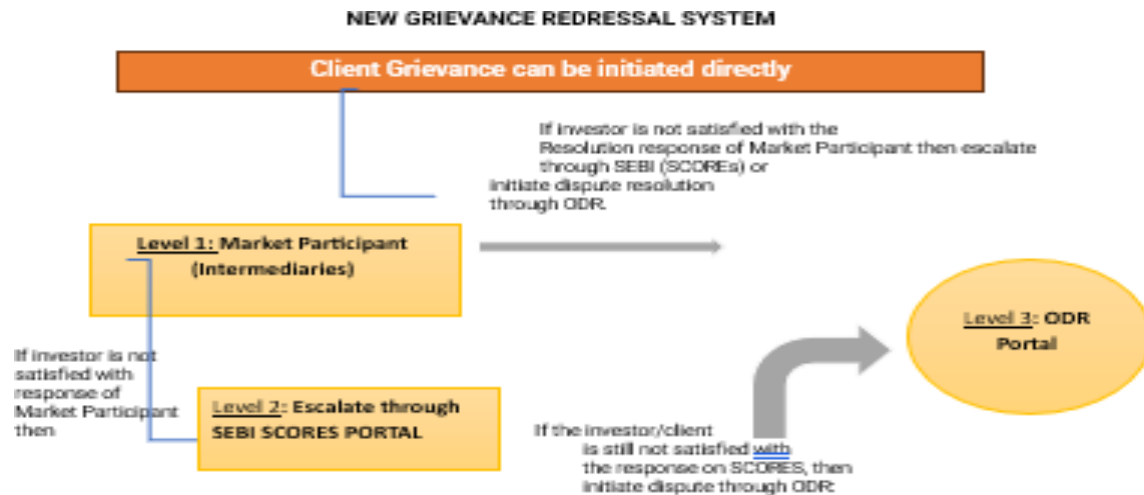 NEW GRIEVANCE REDRESSAL SYSTEM
Client Grievance can be initiated directly
If investor is not satisfied with the
Resolution response of Market Participant then escalate
through SEBI (SCOREs) or
initiate dispute resolution
through ODR.
Level 1: Market Participant
(Intermediaries)
Level 3: ODR
Portal
If investor is not
satisfied with
response of
Market Participant
then
Level 2: Escalate through
SEBI SCORES PORTAL
If the investor/client
is still not satisfied with
the response on SCORES, then
initiate dispute through ODR: